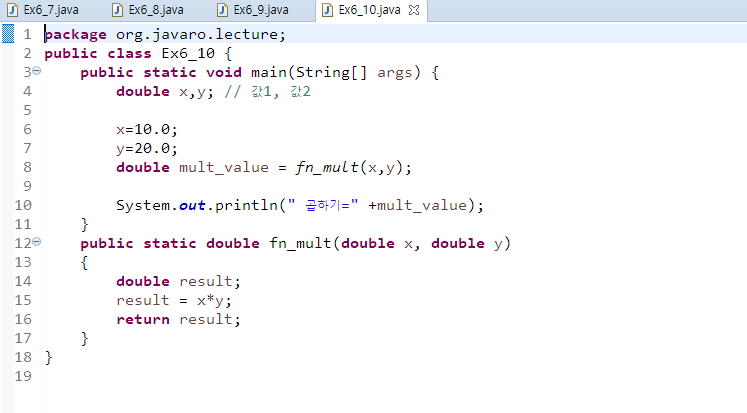 Ex6_7.java Ex6_8.java Ex6_9.java Ex6_10.java
1 package org.javaro.lecture;
2 public class Ex6_10 {
3 public static void main(String[] args) {
4 double x,y; // 값1, 값2
5
6 x=10.0;
7 y=20.0;
8 double mult_value = fn_mult(x,y);
9
10 System.out.println(" 곱하기=" +mult_value);
11 }
12 public static double fn_mult(double x, double y)
13 {
14 double result;
15 result = x*y;
16 return result;
17 }
18 }
19